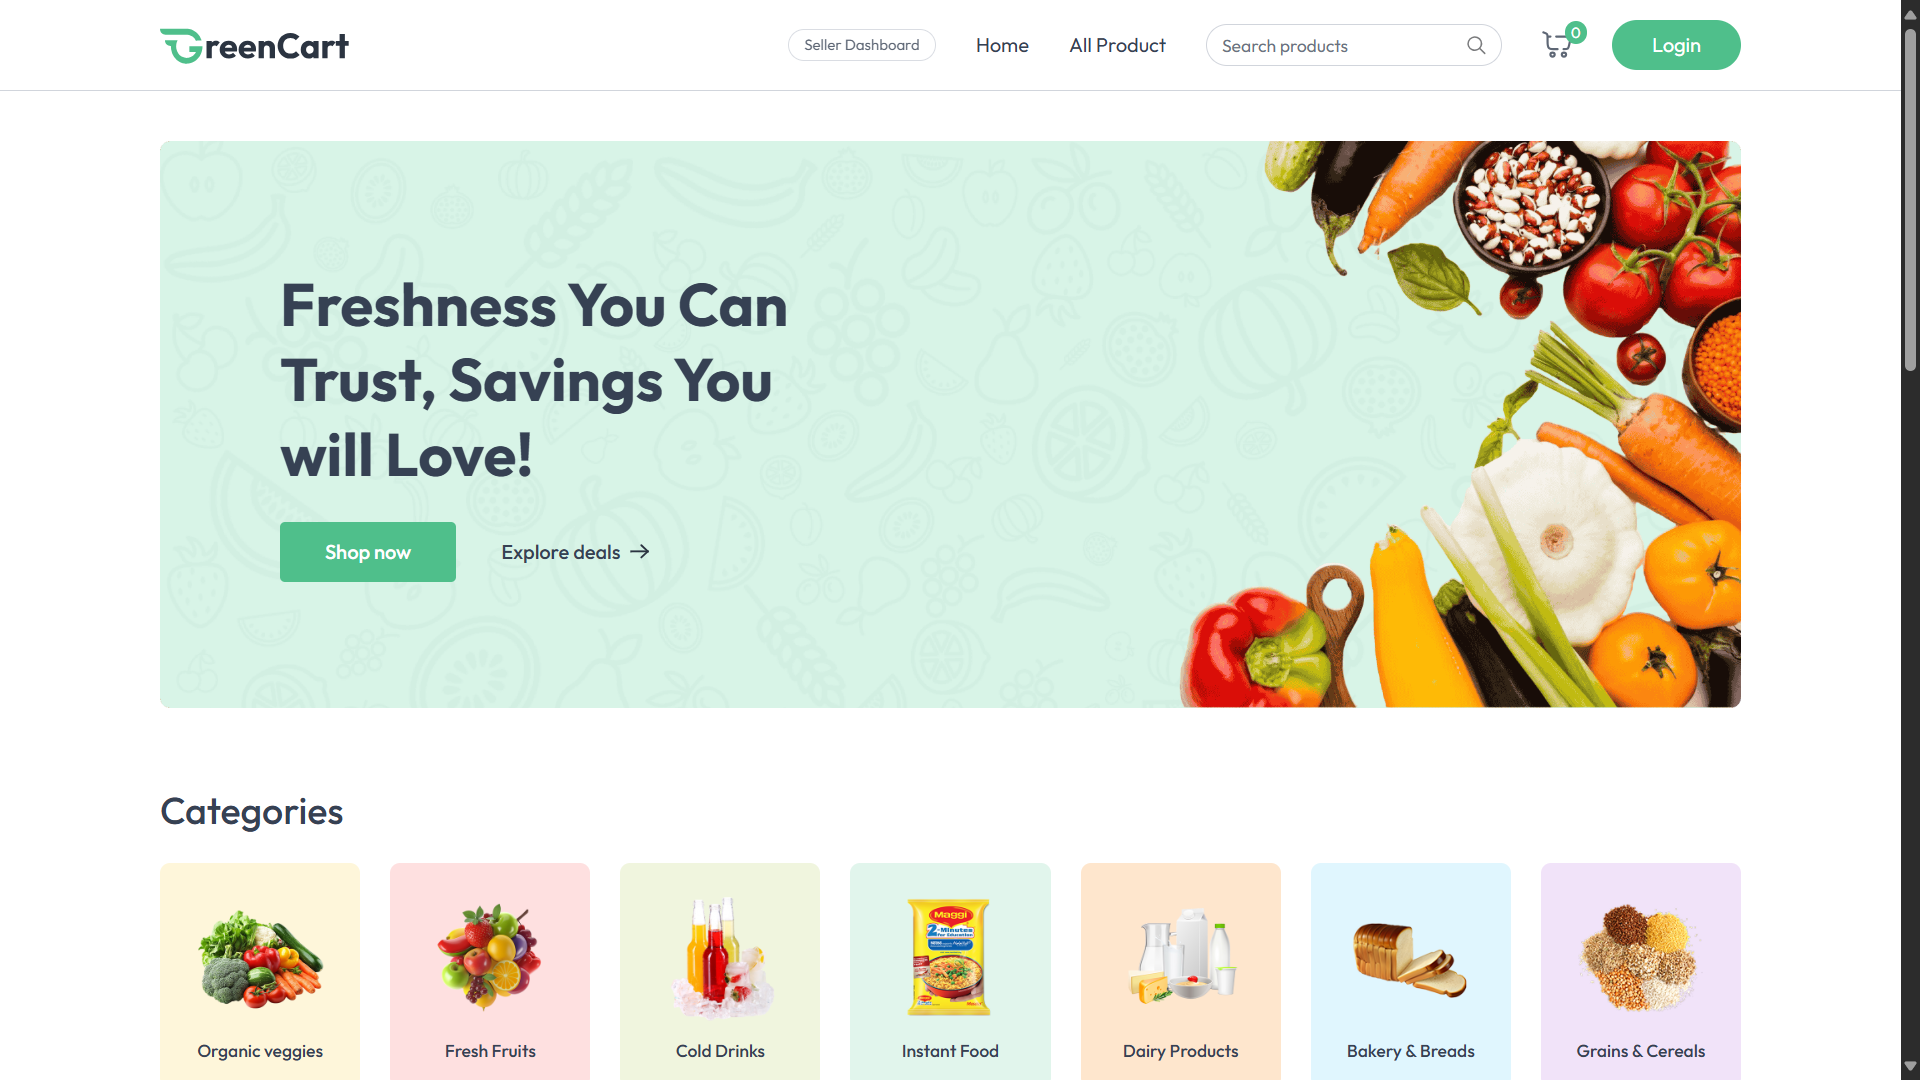 GreenCart
Seller Dashboard
Home
All Product
Search products
0
Login
Freshness You Can
Trust, Savings You
will Love!
Shop now
Explore deals
Categories
Maggi
2-Minutes
for Education
Organic veggies
Fresh Fruits
Cold Drinks
Instant Food
Dairy Products
Bakery & Breads
Grains & Cereals